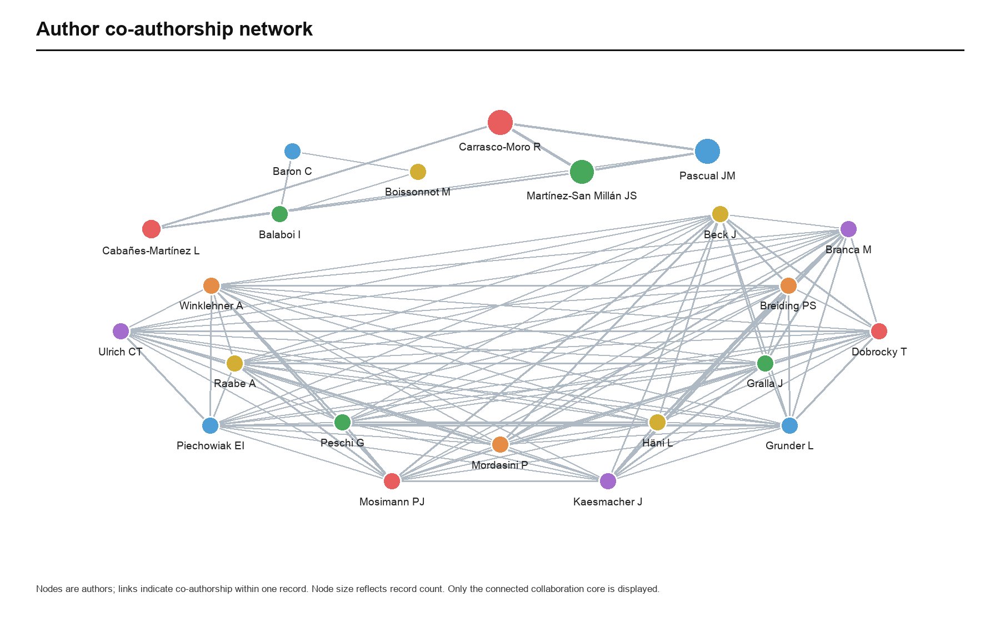 Author co-authorship network
Carrasco-Moro R
Baron C
Pascual JM
Boissonnot M
Martínez-San Millán JS
Balaboi I
Beck J
Cabañes-Martínez L
Branca M
Winklehner A
Breiding PS
Ulrich CT
Dobrocky T
Raabe A
Gralla J
Piechowiak EI
Peschi G
Häni L
Grunder L
Mordasini P
Mosimann PJ
Kaesmacher J
Nodes are authors; links indicate co-authorship within one record. Node size reflects record count. Only the connected collaboration core is displayed.